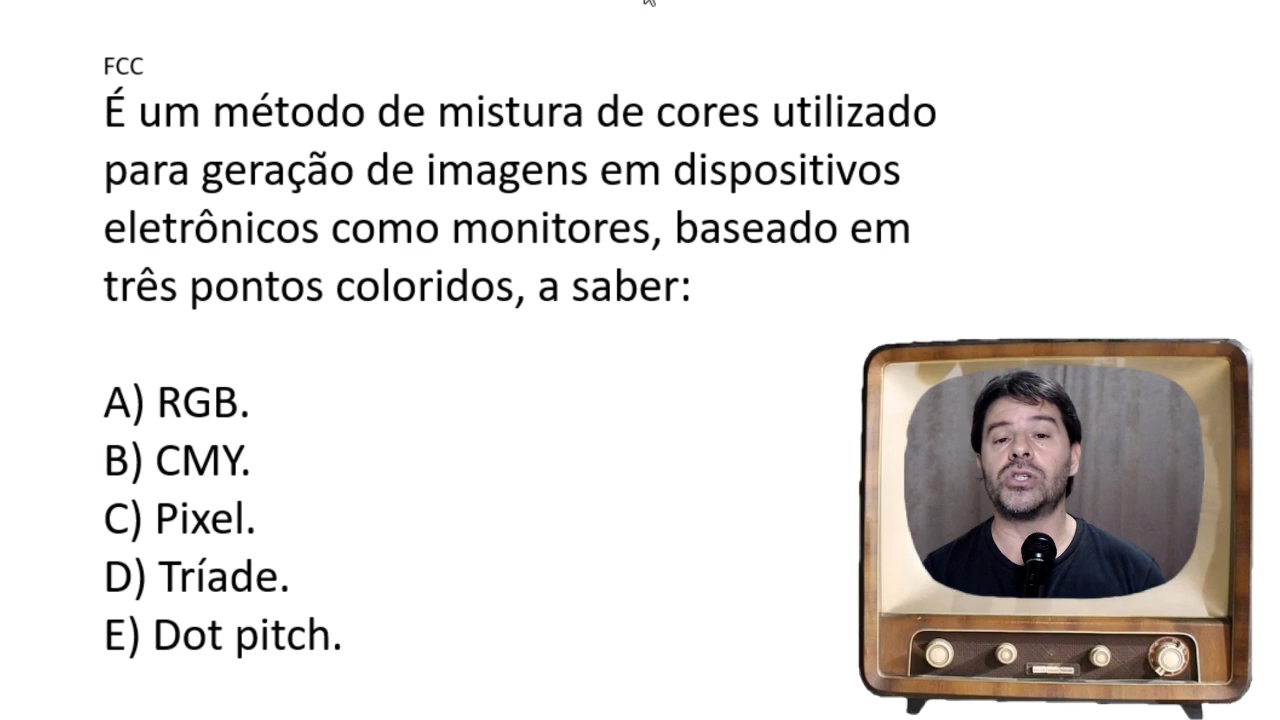 FCC
É um método de mistura de cores utilizado
para geração de imagens em dispositivos
eletrônicos como monitores, baseado em
três pontos coloridos, a saber:
A) RGB.
B) CMY.
C) Pixel.
D) Tríade.
E) Dot pitch.